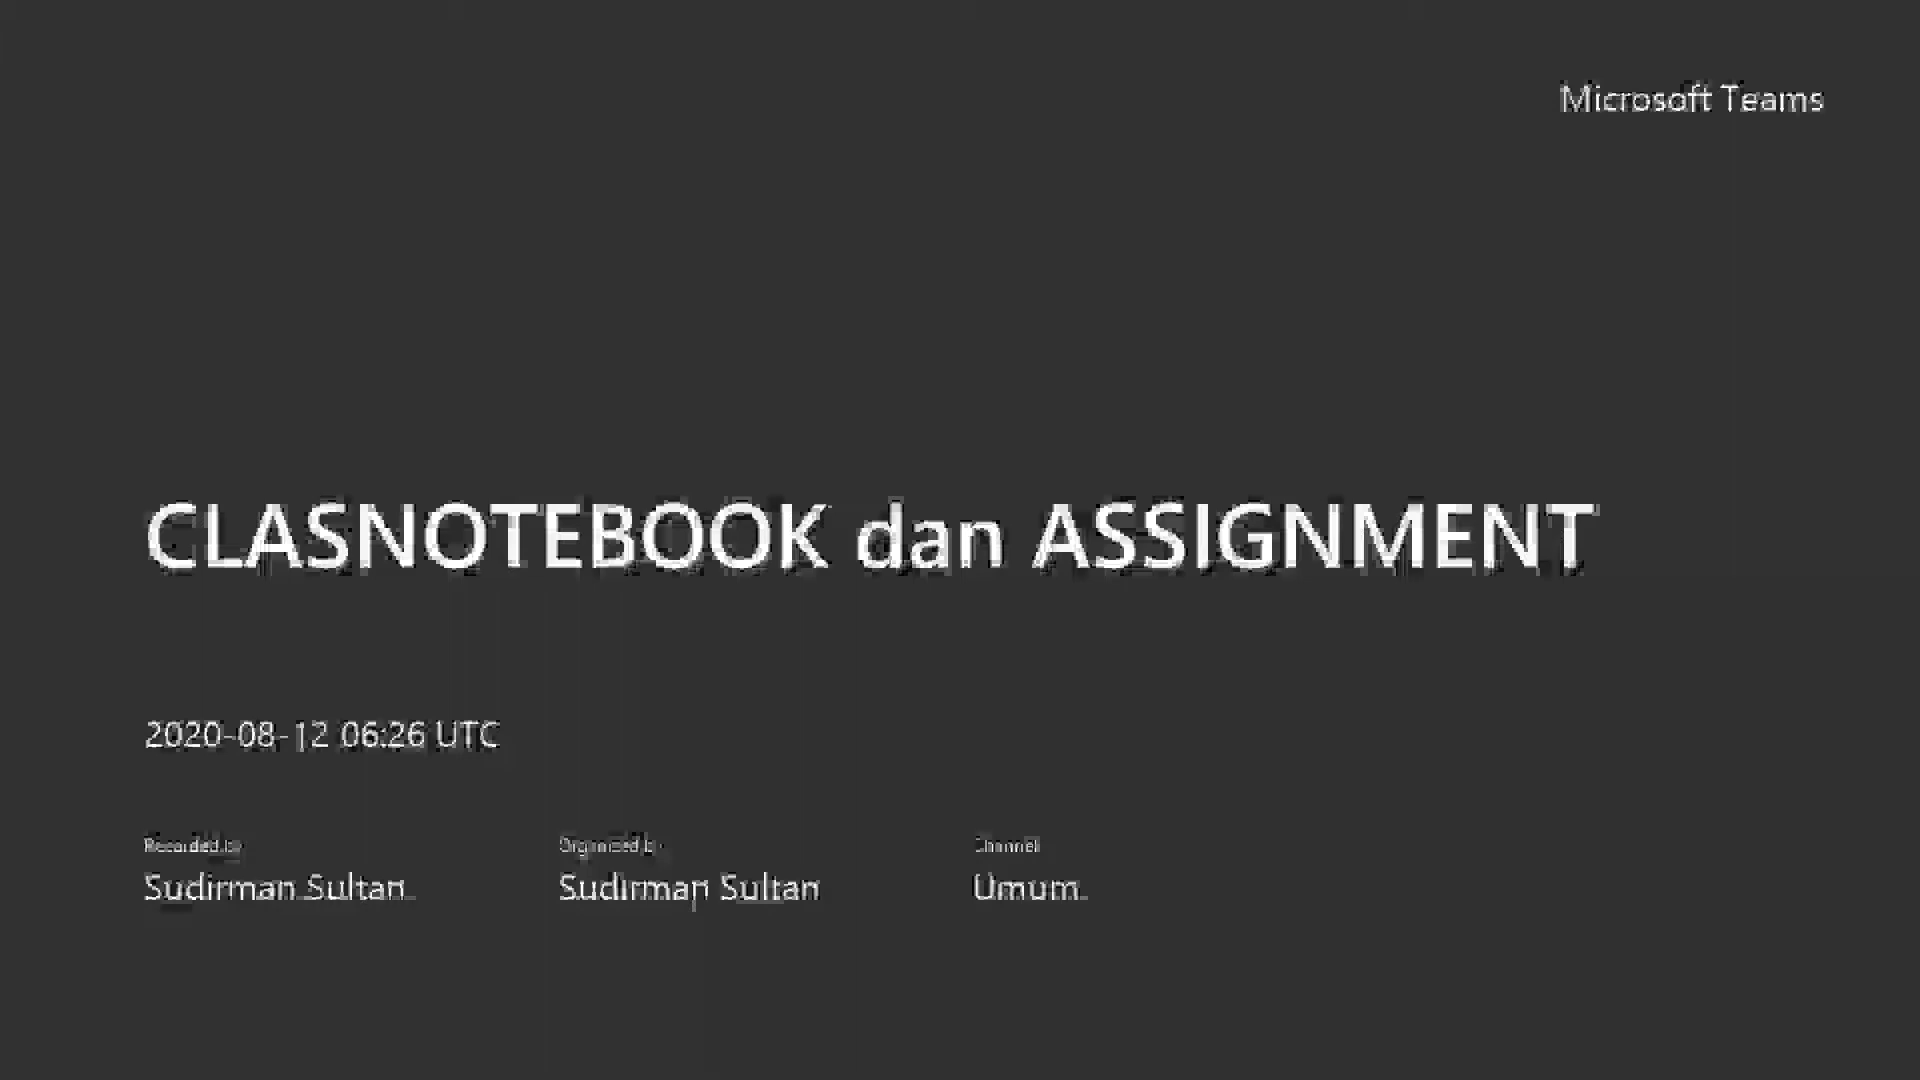 Microsoft Teams
CLASNOTEBOOK dan ASSIGNMENT
2020-08-12 06:26 UTC
Recorded by
Organized by
Channel
Sudirman Sultan
Sudirman Sultan
Umum